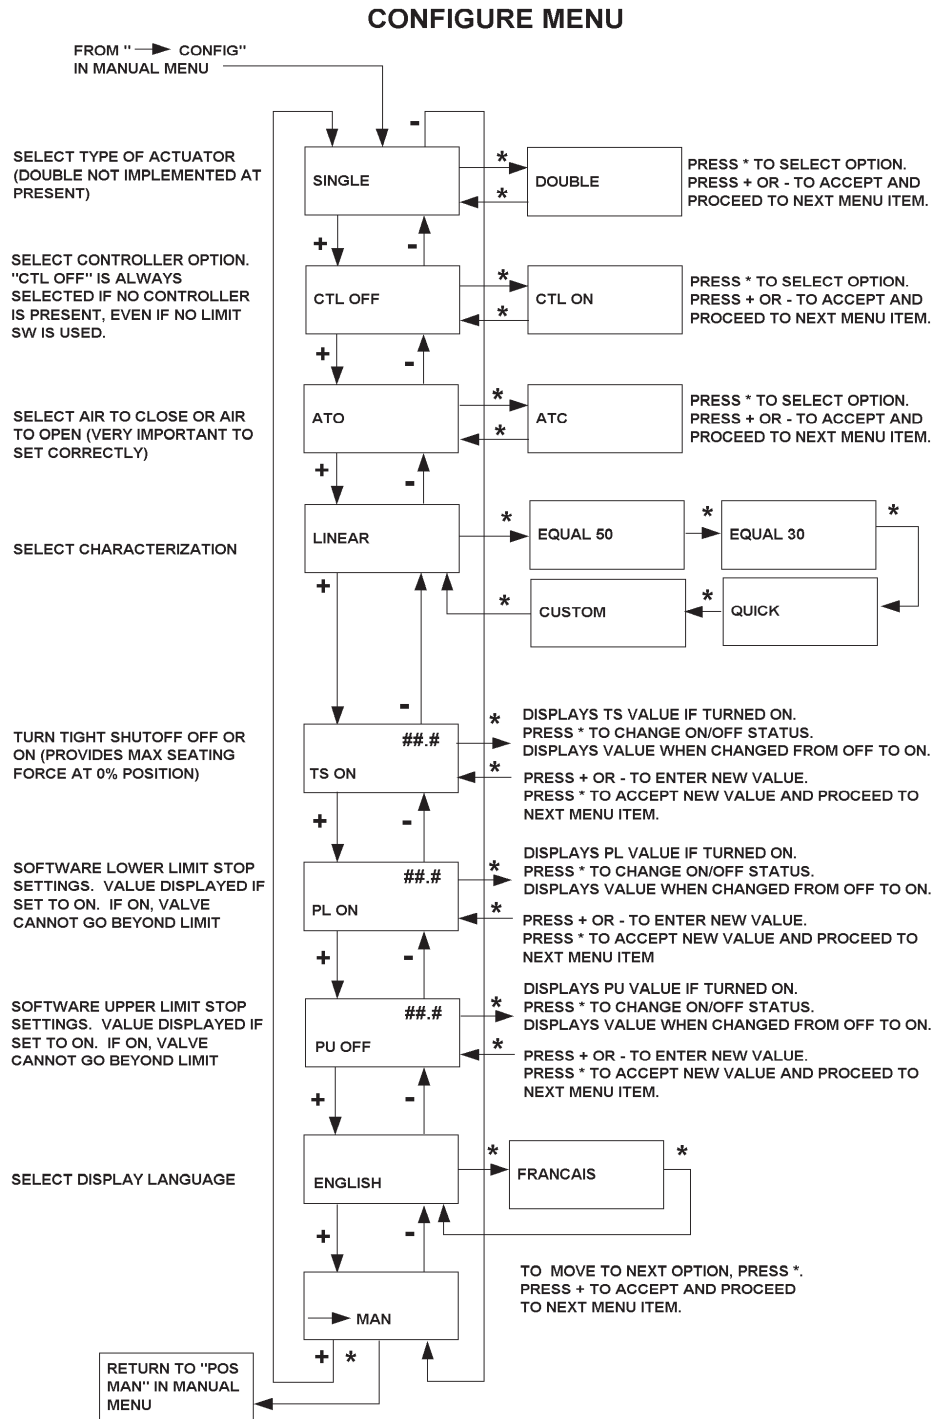 CONFIGURE MENU
FROM " CONFIG"
IN MANUAL MENU
-
SELECT TYPE OF ACTUATOR
(DOUBLE NOT IMPLEMENTED AT
PRESENT)
SINGLE
*
*
DOUBLE
PRESS * TO SELECT OPTION.
PRESS + OR - TO ACCEPT AND
PROCEED TO NEXT MENU ITEM.
+
-
SELECT CONTROLLER OPTION.
"CTL OFF" IS ALWAYS
SELECTED IF NO CONTROLLER
IS PRESENT, EVEN IF NO LIMIT
SW IS USED.
CTL OFF
*
*
CTL ON
PRESS * TO SELECT OPTION.
PRESS + OR - TO ACCEPT AND
PROCEED TO NEXT MENU ITEM.
+
-
SELECT AIR TO CLOSE OR AIR
TO OPEN (VERY IMPORTANT TO
SET CORRECTLY)
ATO
*
*
ATC
PRESS * TO SELECT OPTION.
PRESS + OR - TO ACCEPT AND
PROCEED TO NEXT MENU ITEM.
+
-
SELECT CHARACTERIZATION
LINEAR
*
EQUAL 50
*
EQUAL 30
*
QUICK
*
CUSTOM
*
+
-
TURN TIGHT SHUTOFF OFF OR
ON (PROVIDES MAX SEATING
FORCE AT 0% POSITION)
##.#
TS ON
*
DISPLAYS TS VALUE IF TURNED ON.
PRESS * TO CHANGE ON/OFF STATUS.
DISPLAYS VALUE WHEN CHANGED FROM OFF TO ON.
*
PRESS + OR - TO ENTER NEW VALUE.
PRESS * TO ACCEPT NEW VALUE AND PROCEED TO
NEXT MENU ITEM.
+
-
SOFTWARE LOWER LIMIT STOP
SETTINGS. VALUE DISPLAYED IF
SET TO ON. IF ON, VALVE
CANNOT GO BEYOND LIMIT
##.#
PL ON
*
DISPLAYS PL VALUE IF TURNED ON.
PRESS * TO CHANGE ON/OFF STATUS.
DISPLAYS VALUE WHEN CHANGED FROM OFF TO ON.
*
PRESS + OR - TO ENTER NEW VALUE.
PRESS * TO ACCEPT NEW VALUE AND PROCEED TO
NEXT MENU ITEM
+
-
SOFTWARE UPPER LIMIT STOP
SETTINGS. VALUE DISPLAYED IF
SET TO ON. IF ON, VALVE
CANNOT GO BEYOND LIMIT
##.#
PU OFF
*
DISPLAYS PU VALUE IF TURNED ON.
PRESS * TO CHANGE ON/OFF STATUS.
DISPLAYS VALUE WHEN CHANGED FROM OFF TO ON.
*
PRESS + OR - TO ENTER NEW VALUE.
PRESS * TO ACCEPT NEW VALUE AND PROCEED TO
NEXT MENU ITEM.
+
-
SELECT DISPLAY LANGUAGE
ENGLISH
*
FRANCAIS
*
+
-
TO MOVE TO NEXT OPTION, PRESS *.
PRESS + TO ACCEPT AND PROCEED
TO NEXT MENU ITEM.
MAN
+ *
RETURN TO "POS
MAN" IN MANUAL
MENU